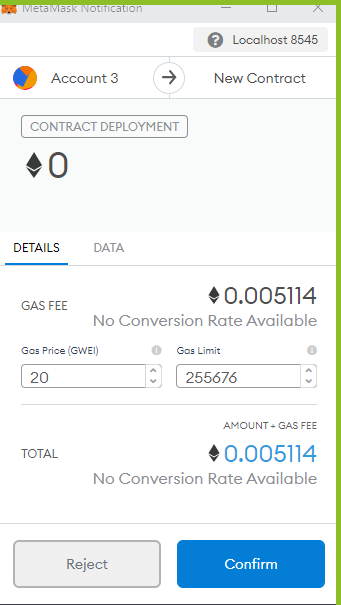 MetaMask Notification
? Localhost 8545
Account 3 New Contract
CONTRACT DEPLOYMENT
0
DETAILS DATA
GAS FEE 0.005114
No Conversion Rate Available
Gas Price (GWEI) i Gas Limit i
20 255676
AMOUNT + GAS FEE
TOTAL 0.005114
No Conversion Rate Available
Reject Confirm